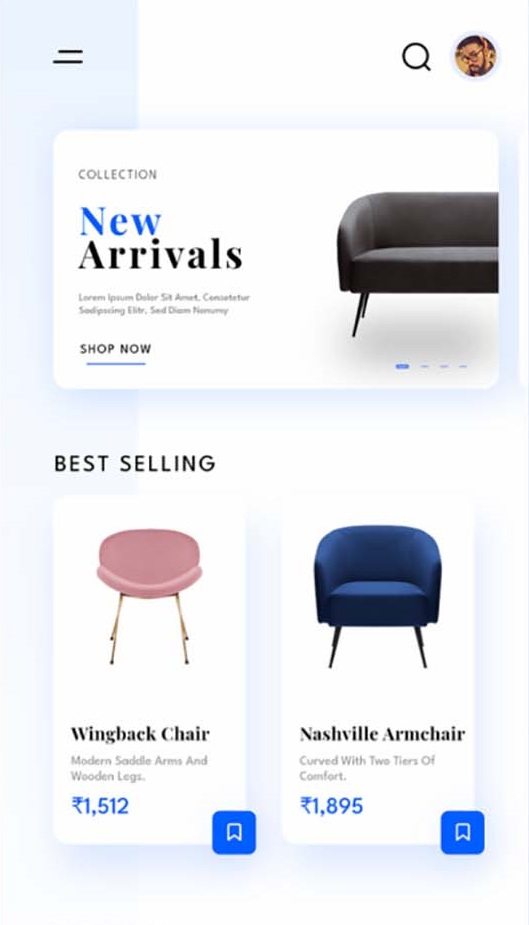 COLLECTION
New
Arrivals
Lorem Ipsum Dolor Sit Amet, Consetetur
Sadipscing Elitr, Sed Diam Nonumy
SHOP NOW
BEST SELLING
Wingback Chair
Modern Saddle Arms And
Wooden Legs.
₹1,512
Nashville Armchair
Curved With Two Tiers Of
Comfort.
₹1,895